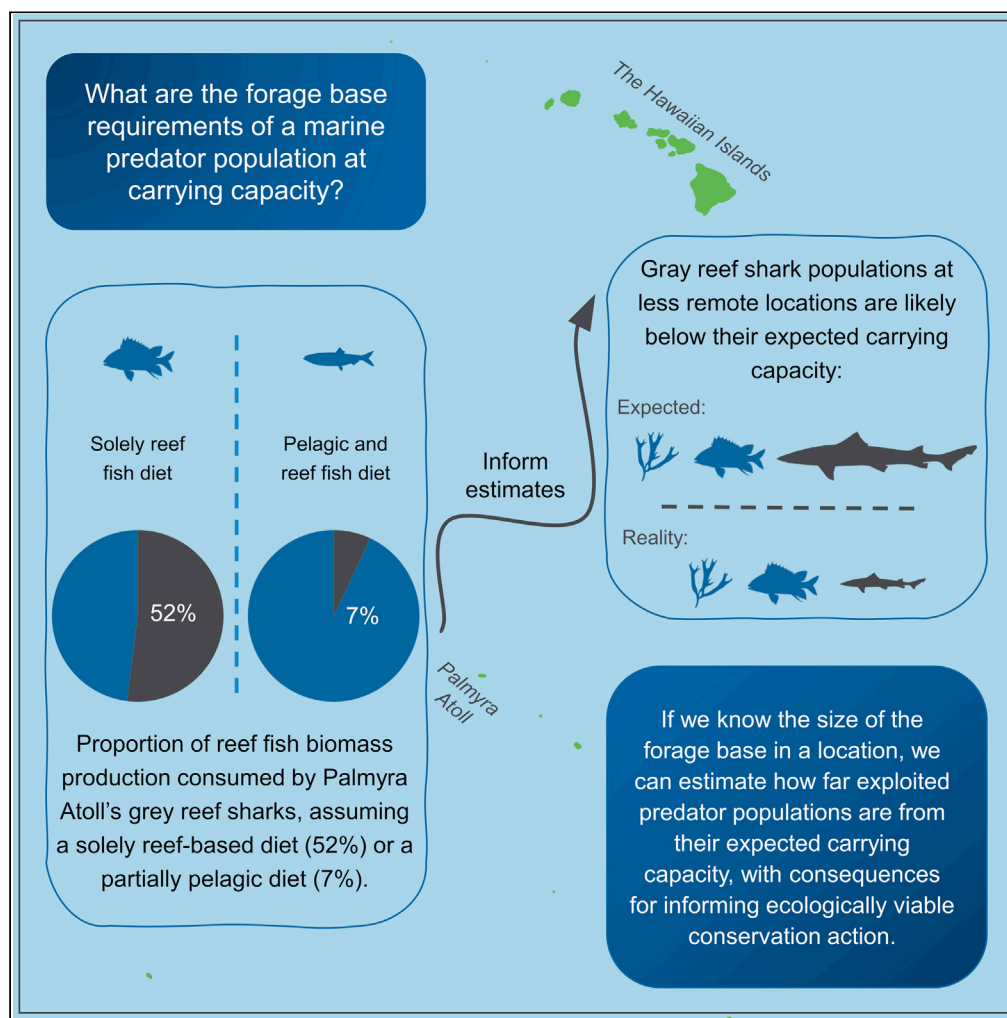 What are the forage base
requirements of a marine
predator population at
carrying capacity?
The Hawaiian Islands
Solely reef
fish diet
Pelagic and
reef fish diet
52%
7%
Proportion of reef fish biomass
production consumed by Palmyra
Atoll's grey reef sharks, assuming
a solely reef-based diet (52%) or a
partially pelagic diet (7%).
Inform
estimates
Palmyra
Atoll
Gray reef shark populations at
less remote locations are likely
below their expected carrying
capacity:
Expected:
Reality:
If we know the size of the
forage base in a location, we
can estimate how far exploited
predator populations are from
their expected carrying
capacity, with consequences
for informing ecologically viable
conservation action.